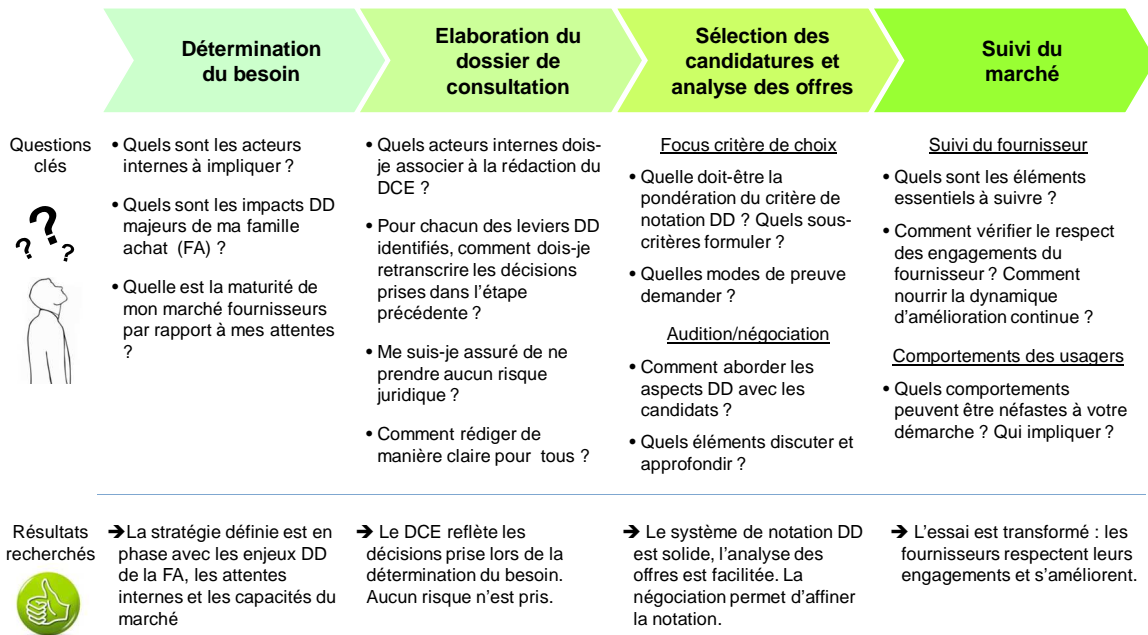 Détermination
du besoin
Elaboration du
dossier de
consultation
Sélection des
candidatures et
analyse des offres
Suivi du
marché
Questions
clés
• Quels sont les acteurs
internes à impliquer ?
• Quels sont les impacts DD
majeurs de ma famille
achat (FA) ?
• Quelle est la maturité de
mon marché fournisseurs
par rapport à mes attentes
?
• Quels acteurs internes dois-
je associer à la rédaction du
DCE ?
• Pour chacun des leviers DD
identifiés, comment dois-je
retranscrire les décisions
prises dans l'étape
précédente ?
• Me suis-je assuré de ne
prendre aucun risque
juridique ?
• Comment rédiger de
manière claire pour tous ?
Focus critère de choix
• Quelle doit-être la
pondération du critère de
notation DD ? Quels sous-
critères formuler ?
• Quelles modes de preuve
demander ?
Audition/négociation
• Comment aborder les
aspects DD avec les
candidats ?
• Quels éléments discuter et
approfondir ?
Suivi du fournisseur
• Quels sont les éléments
essentiels à suivre ?
• Comment vérifier le respect
des engagements du
fournisseur ? Comment
nourrir la dynamique
d'amélioration continue ?
Comportements des usagers
• Quels comportements
peuvent être néfastes à votre
démarche ? Qui impliquer ?
? ? ?
Résultats
recherchés
➔La stratégie définie est en
phase avec les enjeux DD
de la FA, les attentes
internes et les capacités du
marché
➔ Le DCE reflète les
décisions prise lors de la
détermination du besoin.
Aucun risque n'est pris.
➔ Le système de notation DD
est solide, l'analyse des
offres est facilitée. La
négociation permet d'affiner
la notation.
➔ L'essai est transformé : les
fournisseurs respectent leurs
engagements et s'améliorent.